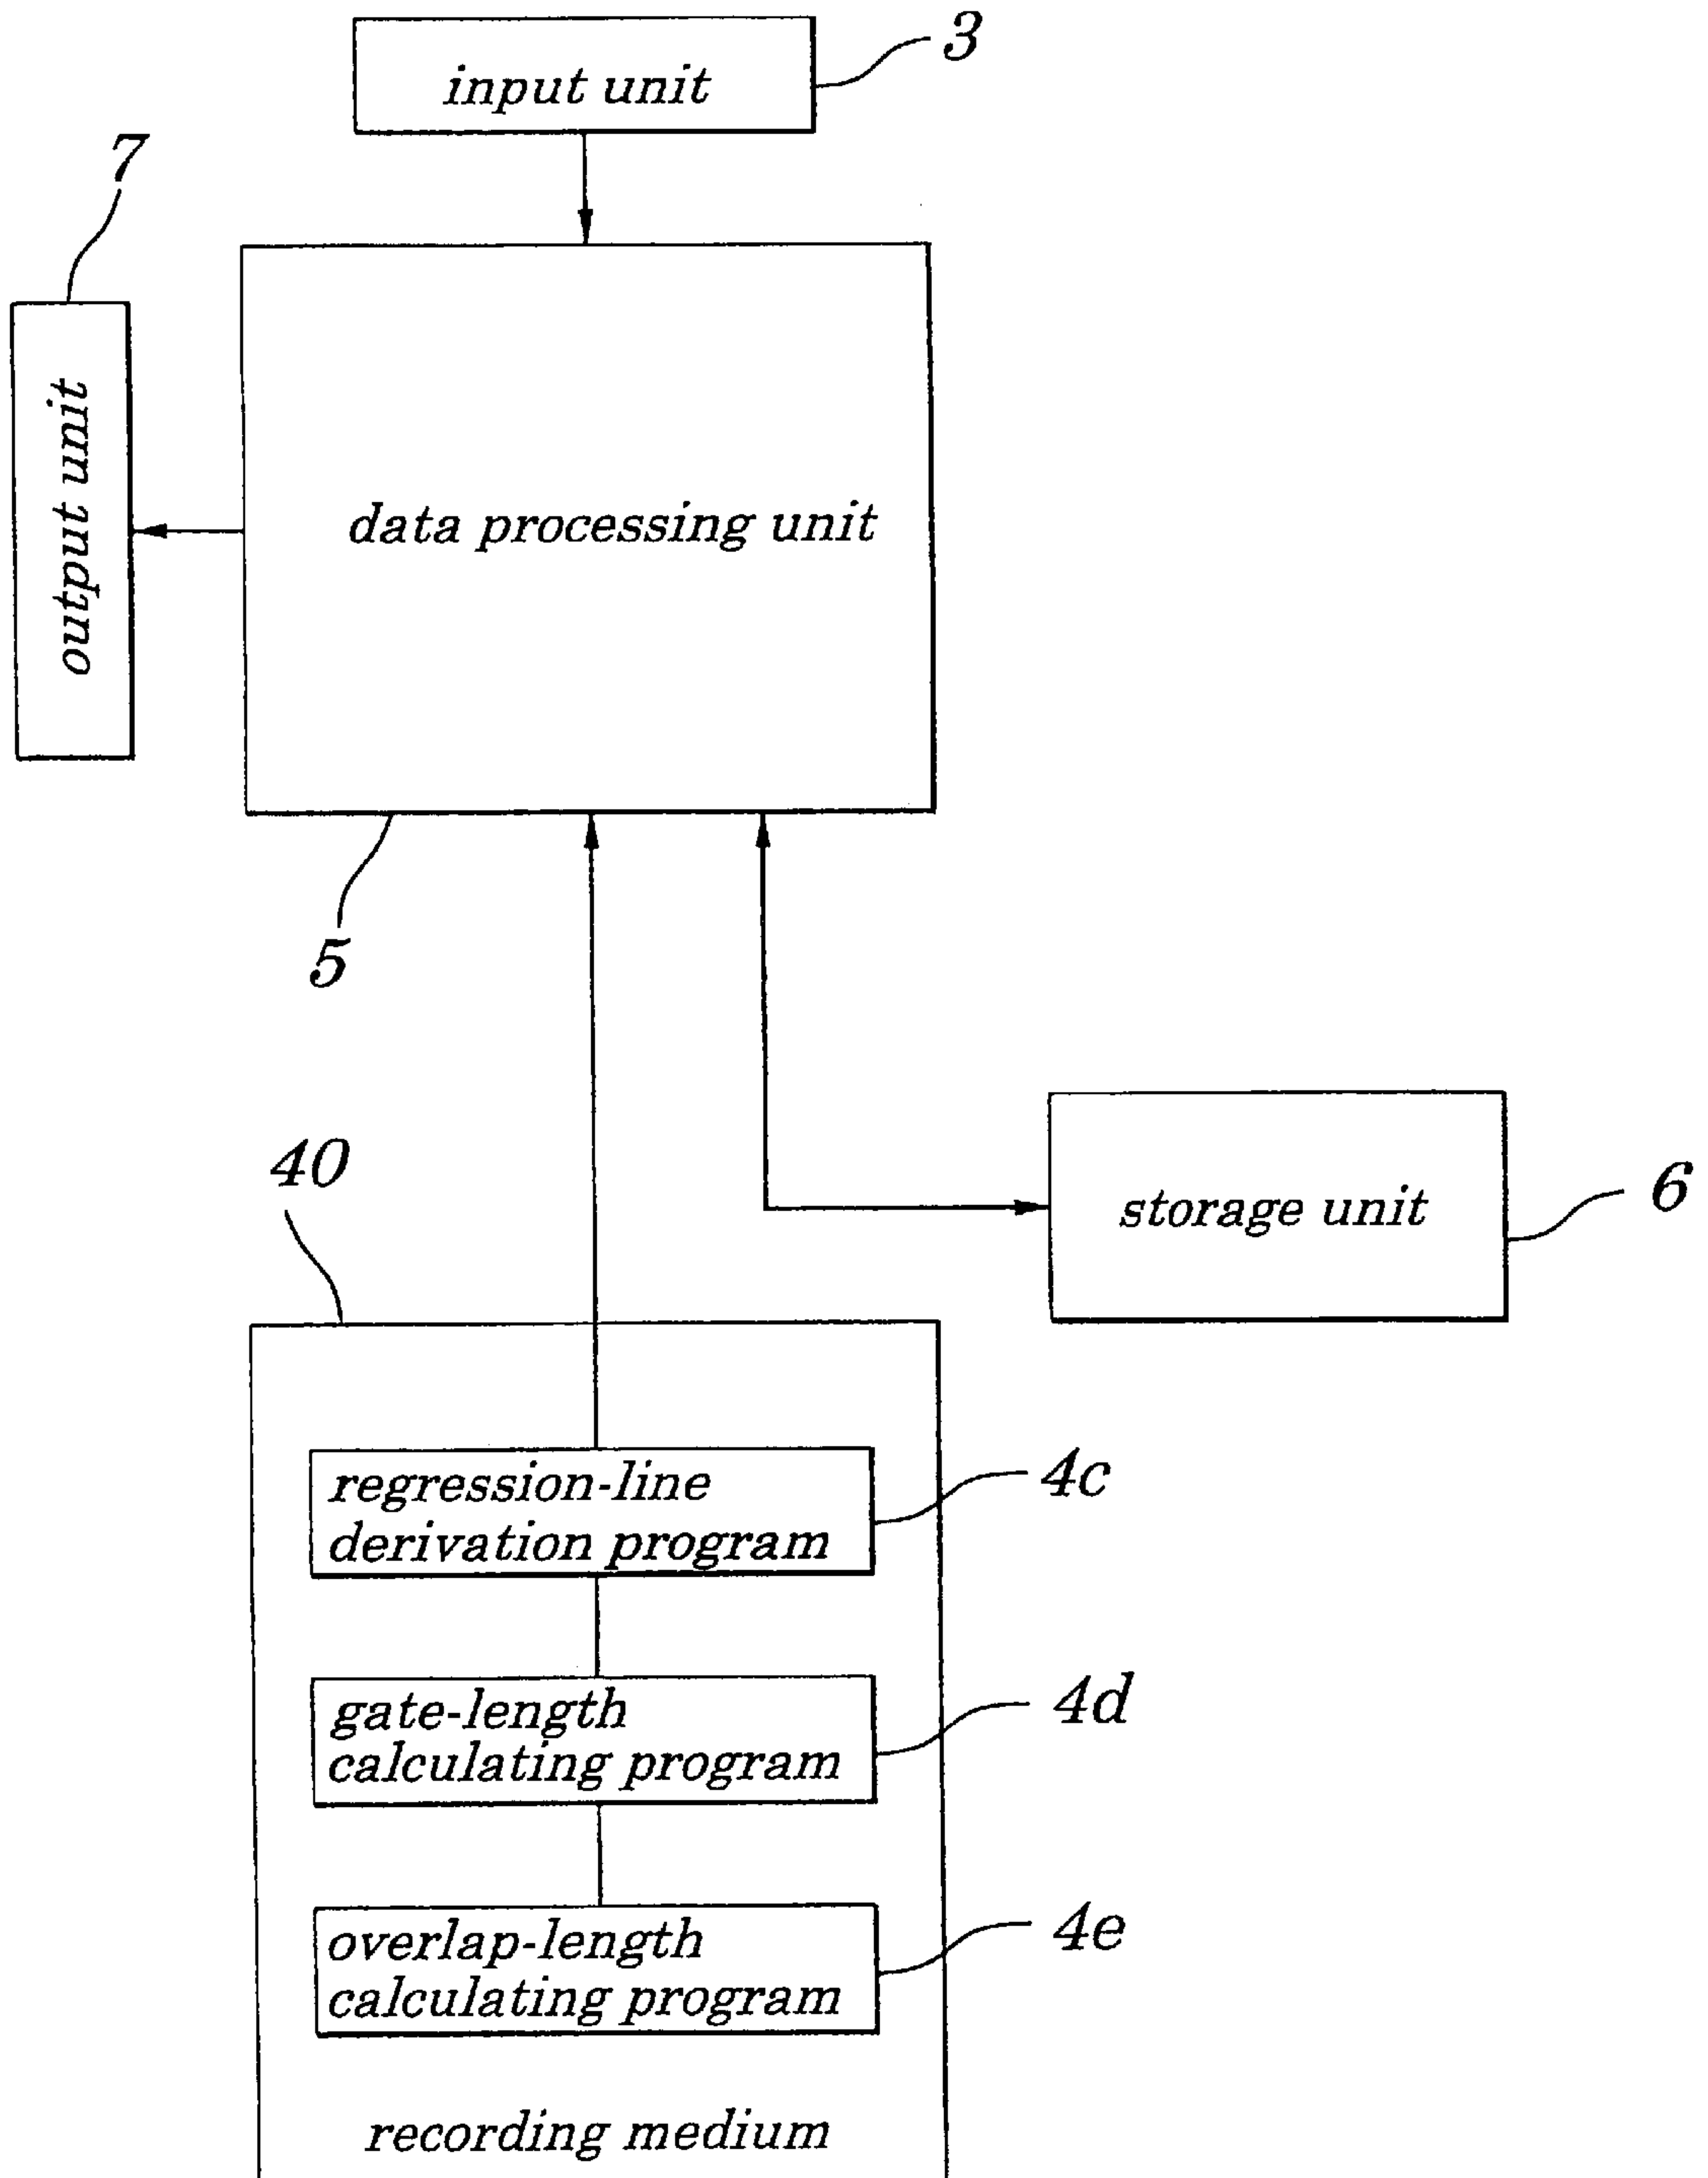 3
input unit
7
output unit
data processing unit
5
40
storage unit
6
regression-line
derivation program
4c
gate-length
calculating program
4d
overlap-length
calculating program
4e
recording medium